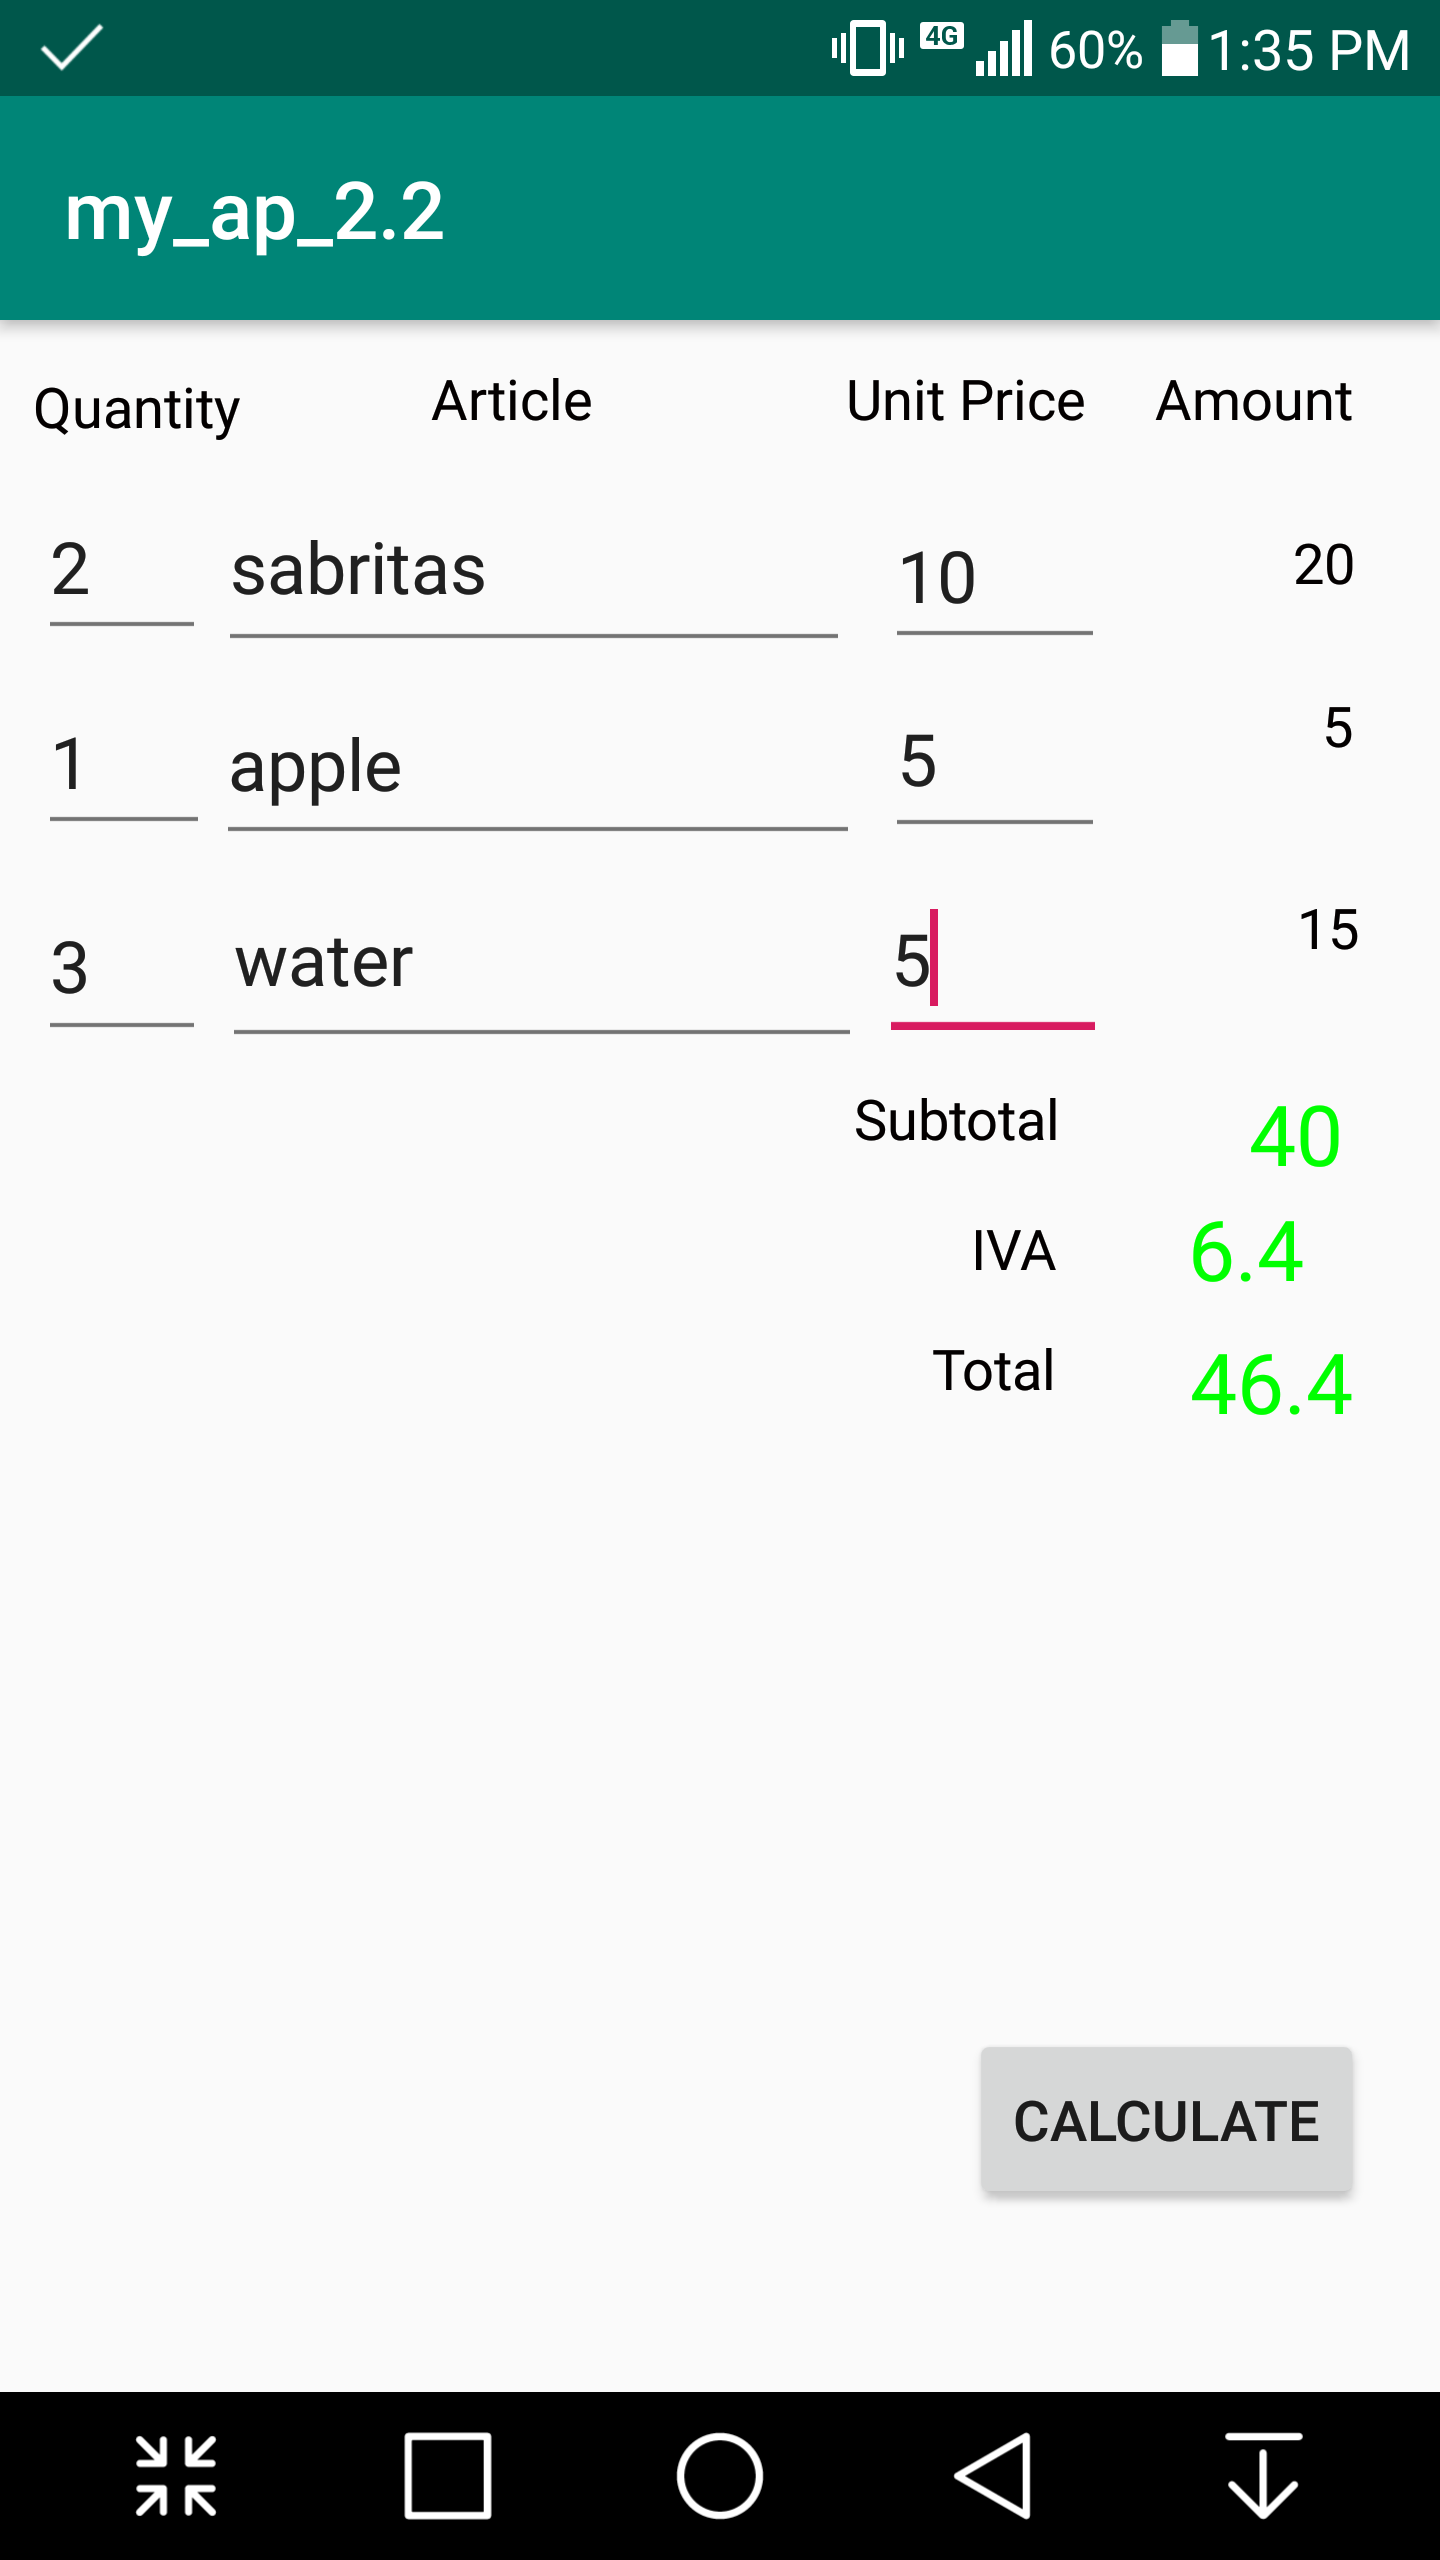 4G 60% 1:35 PM
my_ap_2.2
Quantity Article Unit Price Amount
2 sabritas 10 20
1 apple 5 5
3 water 5 15
Subtotal 40
IVA 6.4
Total 46.4
CALCULATE